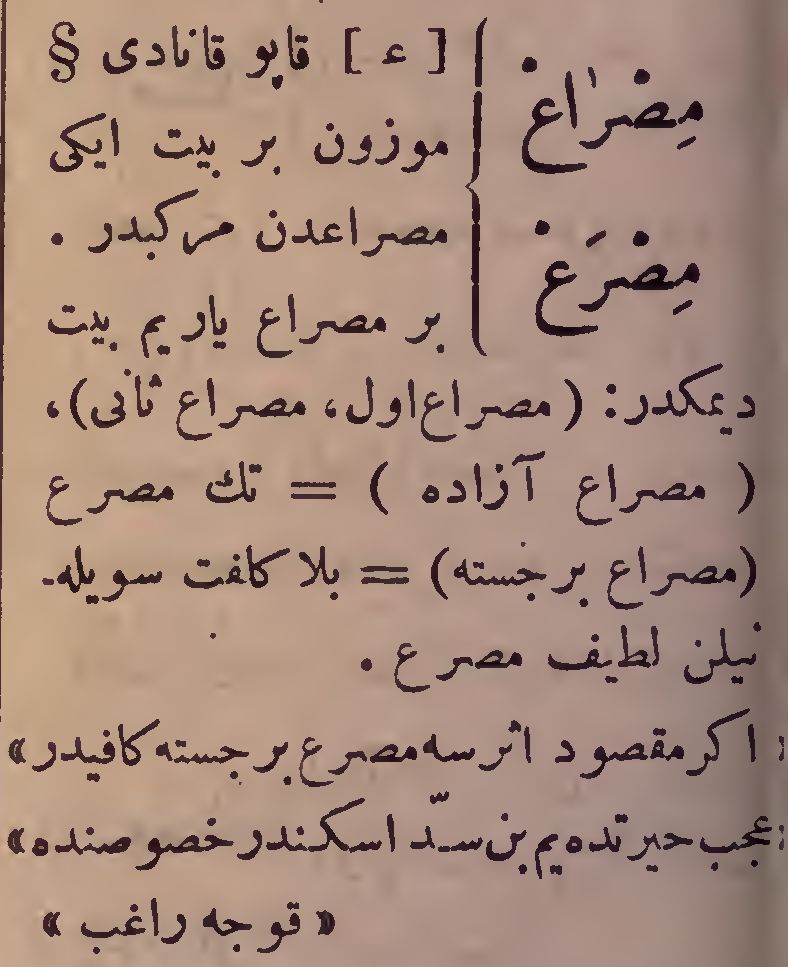 مِصْرٰاعْ
مِصْرَعْ
[ ء ] قاپو قانادى §
موزون بر بیت ایکی
مصراعدن مرکبدر .
بر مصراع یاریم بیت
دیمکدر: (مصراع اول، مصراع ثانی)،
( مصراع آزاده ) = تك مصرع
(مصراع برجسته) = بلا کلفت سویله-
نیلن لطیف مصرع .
« اکر مقصود اثرسه مصرع برجسته کافیدر»
«عجب حیرتده یم بن سدّ اسکندر خصوصنده»
« قوجه راغب »